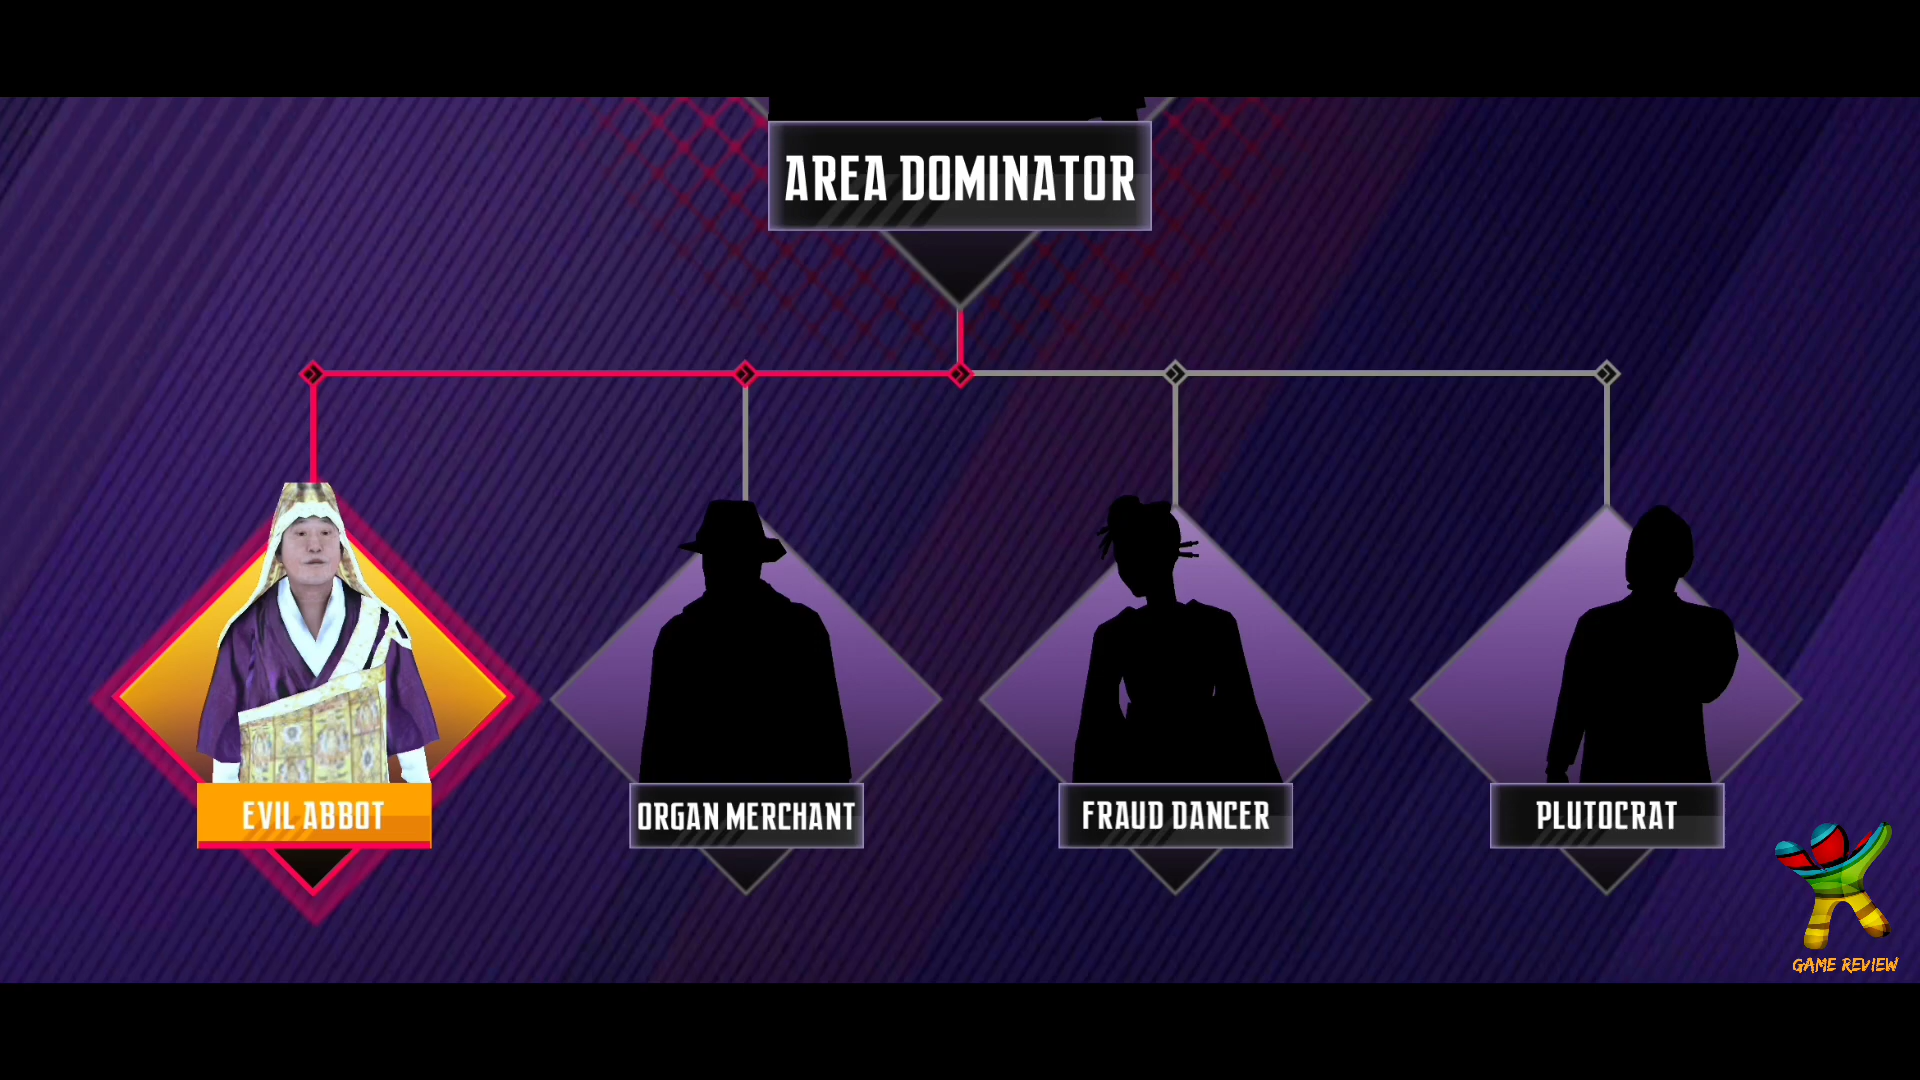 AREA DOMINATOR
EVIL ABBOT
ORGAN MERCHANT
FRAUD DANCER
PLUTOCRAT
GAME REVIEW